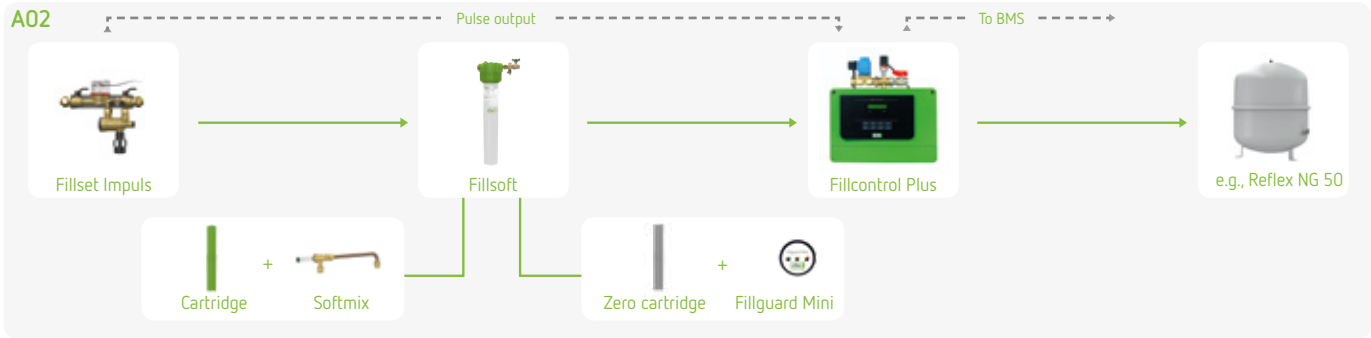 A02
Pulse output
To BMS
Fillset Impuls
Fillsoft
Fillcontrol Plus
e.g., Reflex NG 50
+
Cartridge
Softmix
+
Zero cartridge
Fillguard Mini